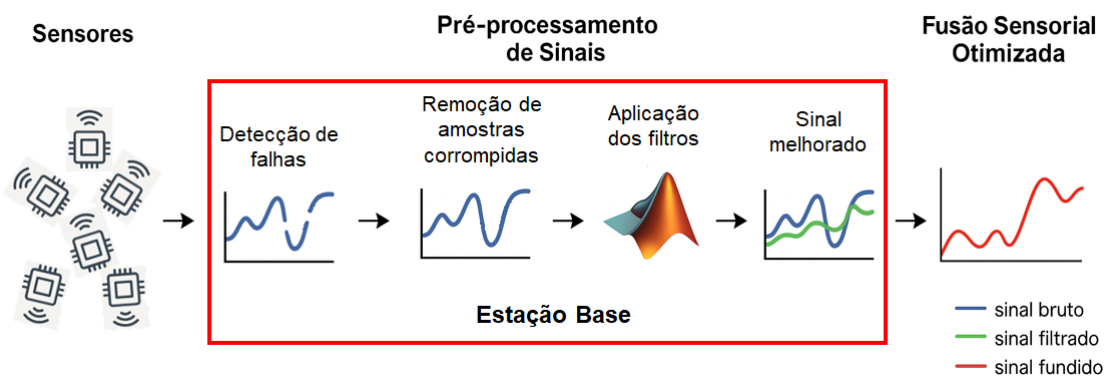 Sensores
Pré-processamento
de Sinais
Fusão Sensorial
Otimizada
Detecção de
falhas
Remoção de
amostras
corrompidas
Aplicação
dos filtros
Sinal
melhorado
Estação Base
sinal bruto
sinal filtrado
sinal fundido